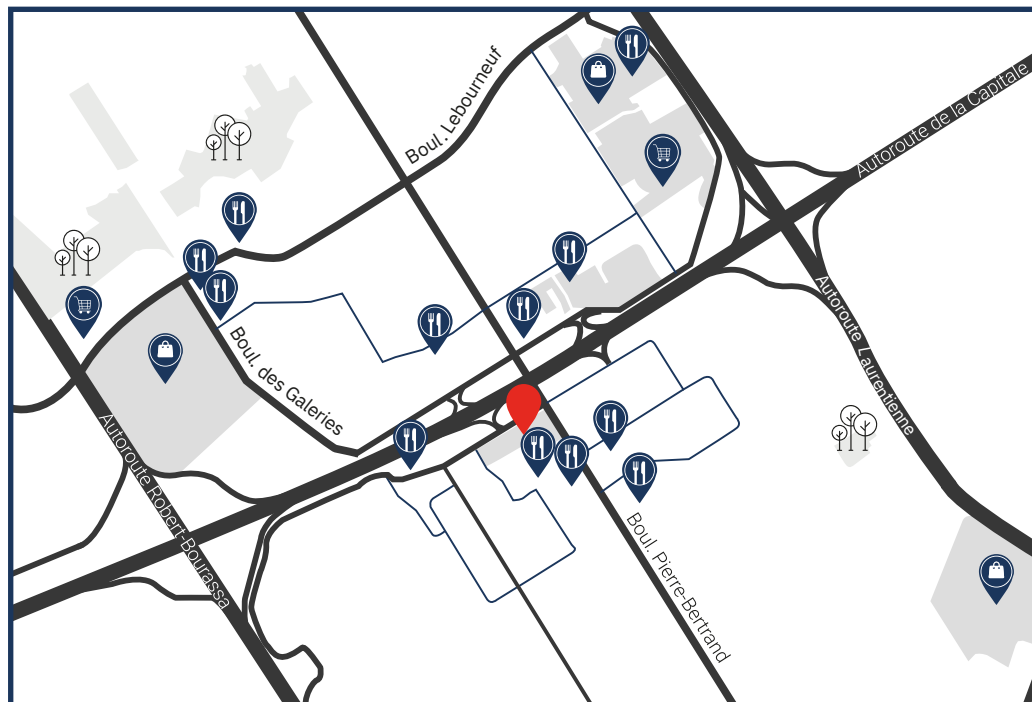 Boul. Lebourneuf
Autoroute de la Capitale
Boul. des Galeries
Autoroute Laurentienne
Autoroute Robert-Bourassa
Boul. Pierre-Bertrand